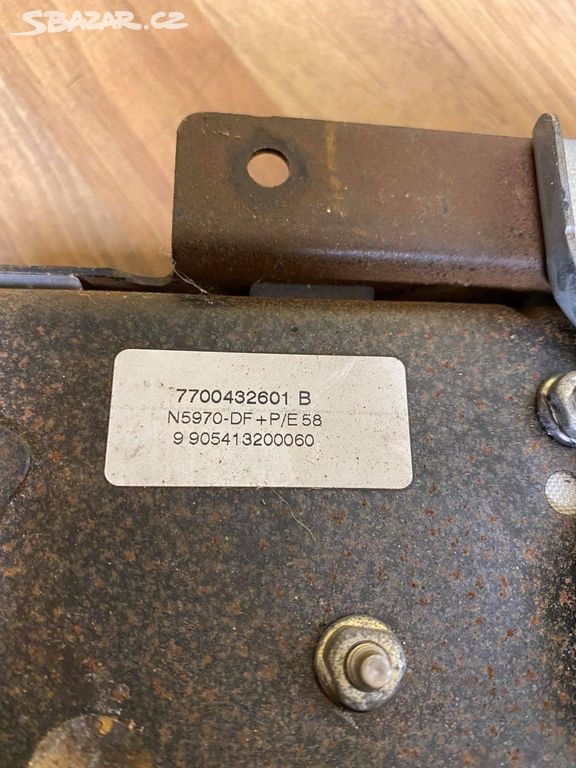 SBAZAR.CZ
7700432601 B
N5970-DF+P/E 58
9 905413200060